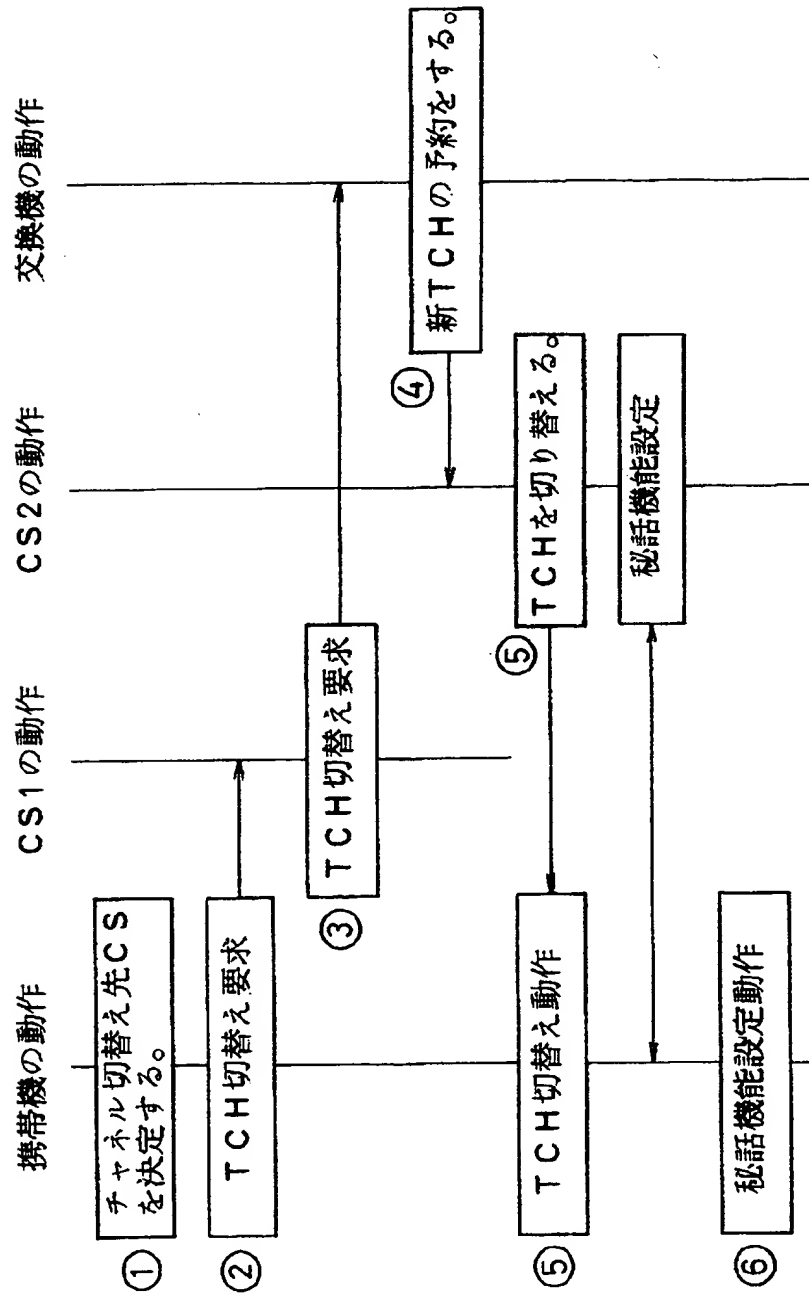 携帯機の動作
CS1の動作
CS2の動作
交換機の動作
① チャネル切替え先CS
を決定する。
② TCH切替え要求
③ TCH切替え要求
④ 新TCHの予約をする。
⑤ TCH切替え動作
⑤ TCHを切り替える。
秘話機能設定
⑥ 秘話機能設定動作